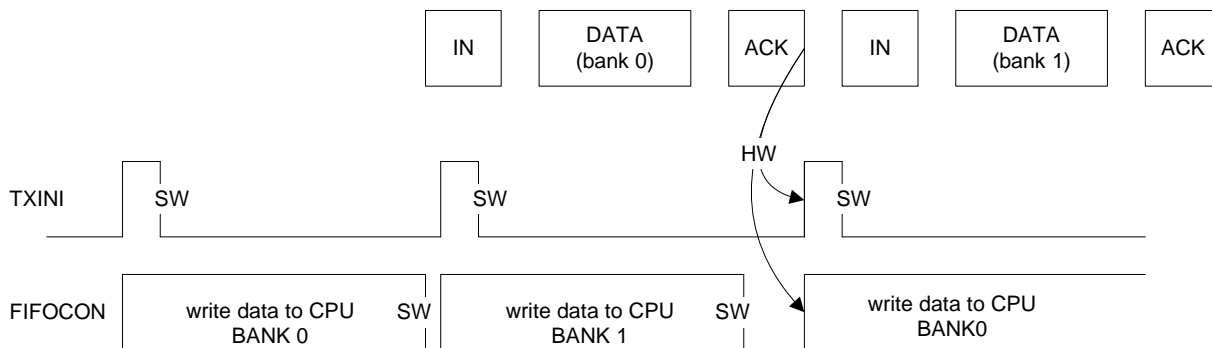 IN
DATA
(bank 0)
ACK
IN
DATA
(bank 1)
ACK
HW
TXINI
SW
SW
SW
FIFOCON
write data to CPU
BANK 0
SW
write data to CPU
BANK 1
SW
write data to CPU
BANK0